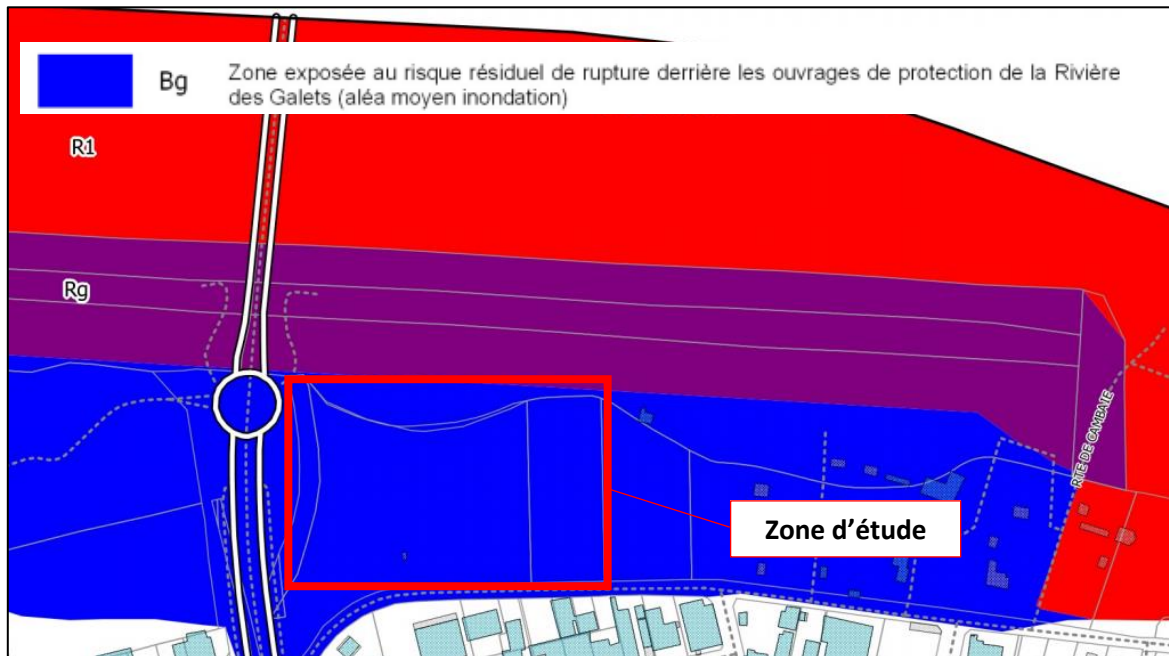 Bg
Zone exposée au risque résiduel de rupture derrière les ouvrages de protection de la Rivière
des Galets (aléa moyen inondation)
R1
Rg
RTE DE CAMBAIE
Zone d'étude